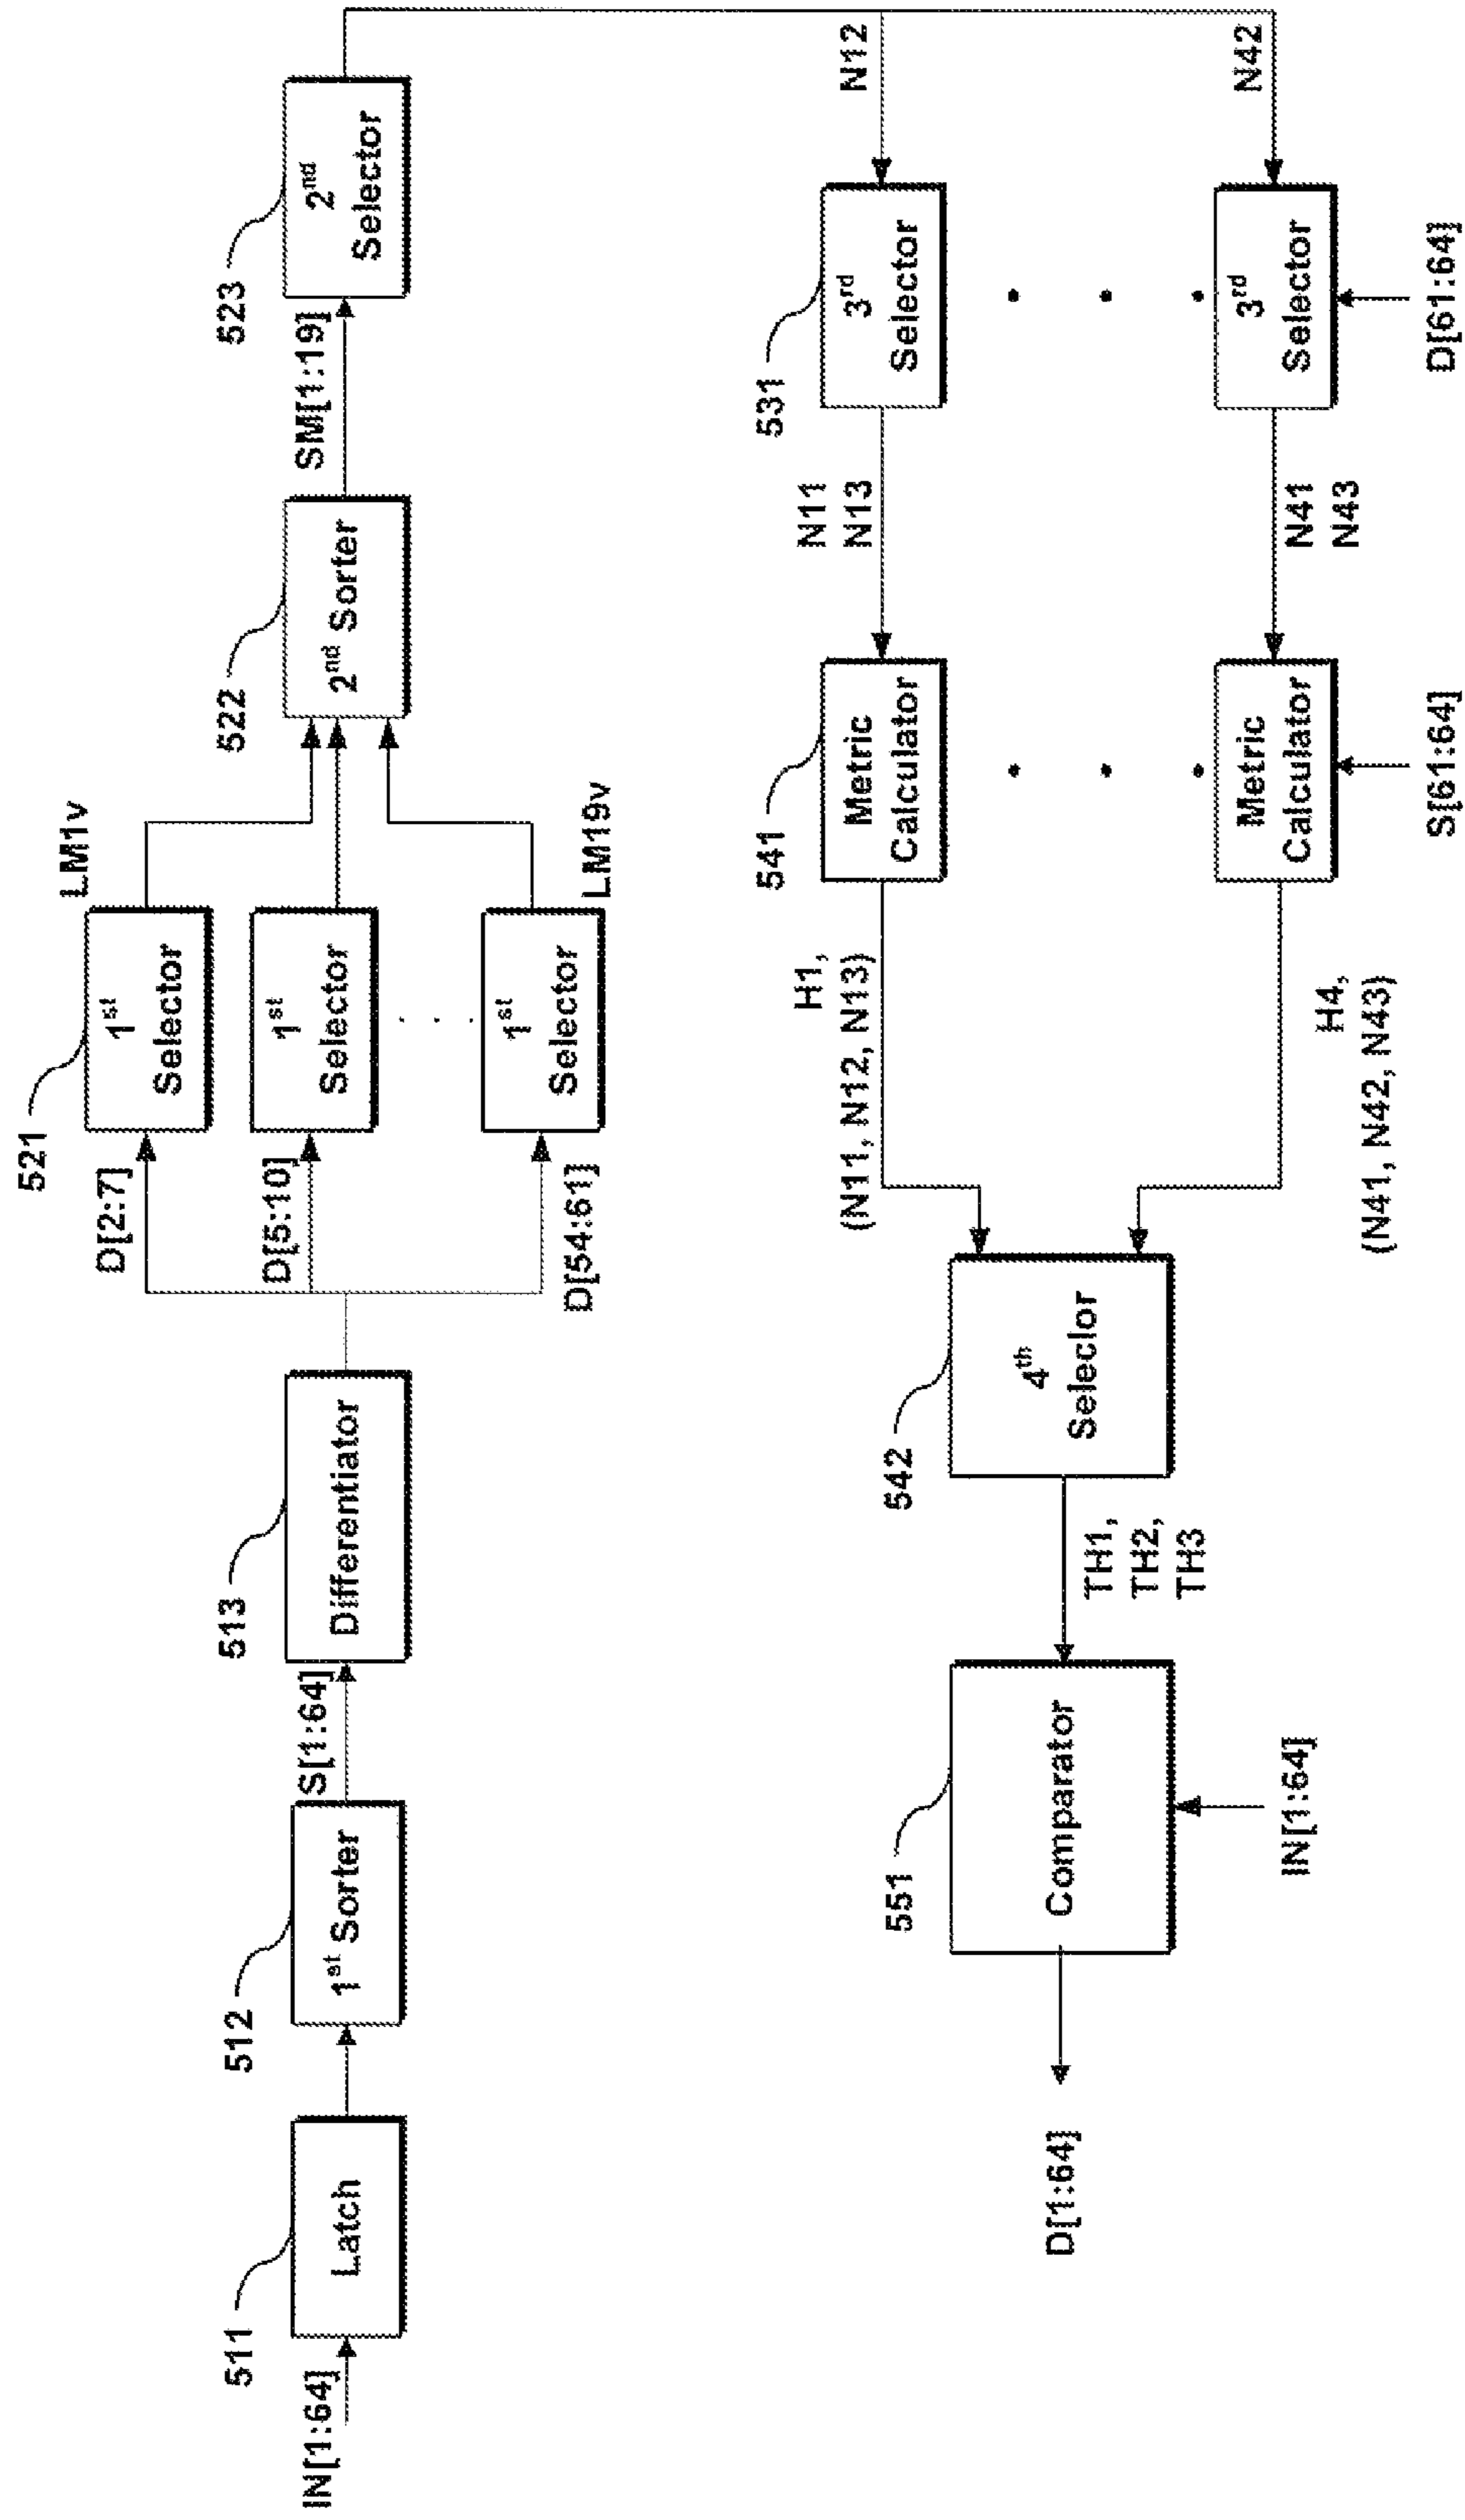 IN[1:64]
511
Latch
512
1st Sorter
S[1:64]
513
Differentiator
D[2:7]
D[5:10]
D[54:61]
521
1st
Selector
1st
Selector
1st
Selector
LM1v
LM19v
522
2nd Sorter
SM[1:19]
523
2nd
Selector
N12
N42
531
3rd
Selector
3rd
Selector
D[61:64]
N11
N13
N41
N43
541
Metric
Calculator
Metric
Calculator
S[61:64]
H1,
(N11, N12, N13)
H4,
(N41, N42, N43)
542
4th
Selector
TH1,
TH2,
TH3
551
Comparator
IN[1:64]
D[1:64]